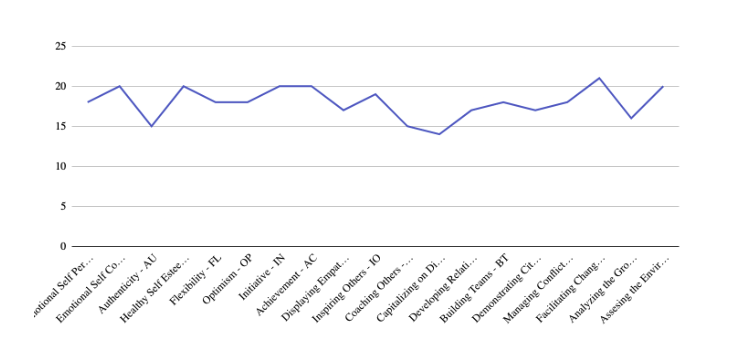 25
20
15
10
5
0
otional Self Per...
Emotional Self Co...
Authenticity - AU
Healthy Self Estee...
Flexibility - FL
Optimism - OP
Initiative - IN
Achievement - AC
Displaying Empat...
Inspiring Others - IO
Coaching Others -...
Capitalizing on Di...
Developing Relati...
Building Teams - BT
Demonstrating Cit...
Managing Conflict...
Facilitating Chang...
Analyzing the Gro...
Assesing the Envir...